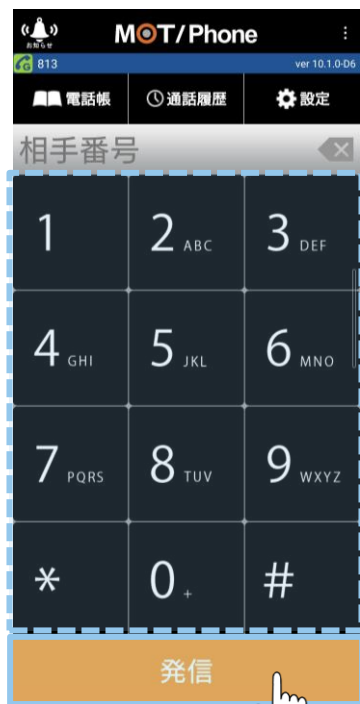 お知らせ
MOT/Phone
813
ver 10.1.0-D6
電話帳 通話履歴 設定
相手番号
1 2 ABC 3 DEF
4 GHI 5 JKL 6 MNO
7 PQRS 8 TUV 9 WXYZ
* 0 + #
発信